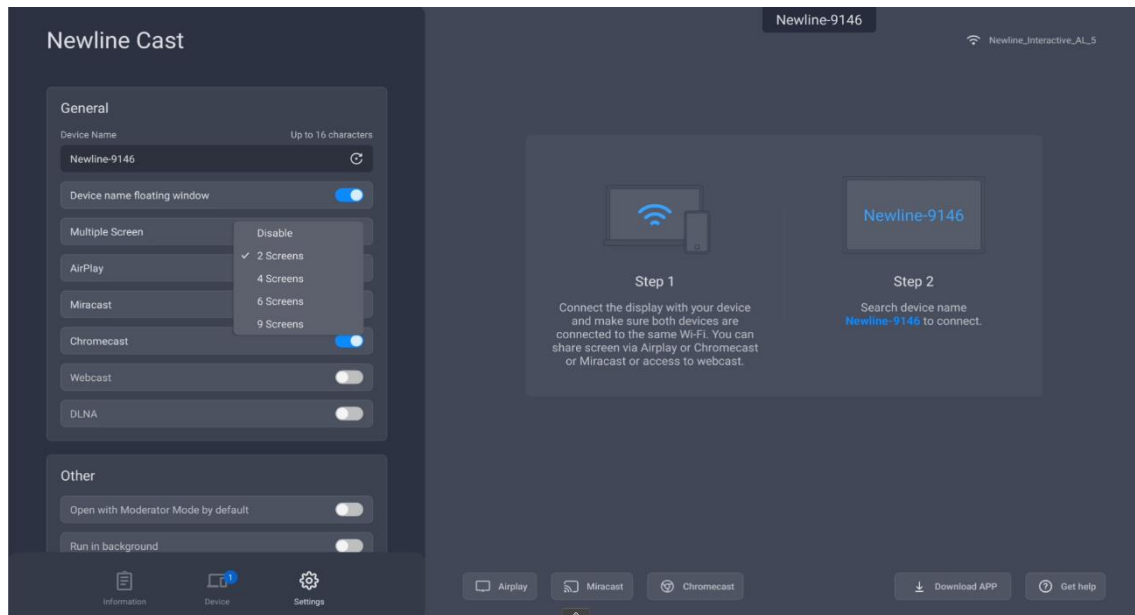 Newline-9146
Newline Cast
Newline_Interactive_AL_5
General
Device Name
Up to 16 characters
Newline-9146
Device name floating window
Multiple Screen
Disable
2 Screens
4 Screens
6 Screens
9 Screens
AirPlay
Miracast
Chromecast
Webcast
DLNA
Other
Open with Moderator Mode by default
Run in background
Information
1
Device
Settings
Step 1
Connect the display with your device
and make sure both devices are
connected to the same Wi-Fi. You can
share screen via Airplay or Chromecast
or Miracast or access to webcast.
Newline-9146
Step 2
Search device name
Newline-9146 to connect.
Airplay
Miracast
Chromecast
Download APP
Get help